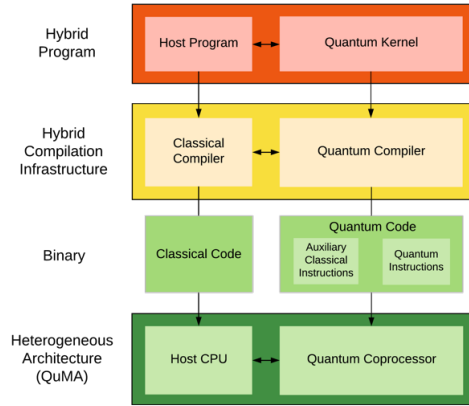 Hybrid
Program
Host Program
Quantum Kernel
Hybrid
Compilation
Infrastructure
Classical
Compiler
Quantum Compiler
Binary
Classical Code
Quantum Code
Auxiliary
Classical
Instructions
Quantum
Instructions
Heterogeneous
Architecture
(QuMA)
Host CPU
Quantum Coprocessor